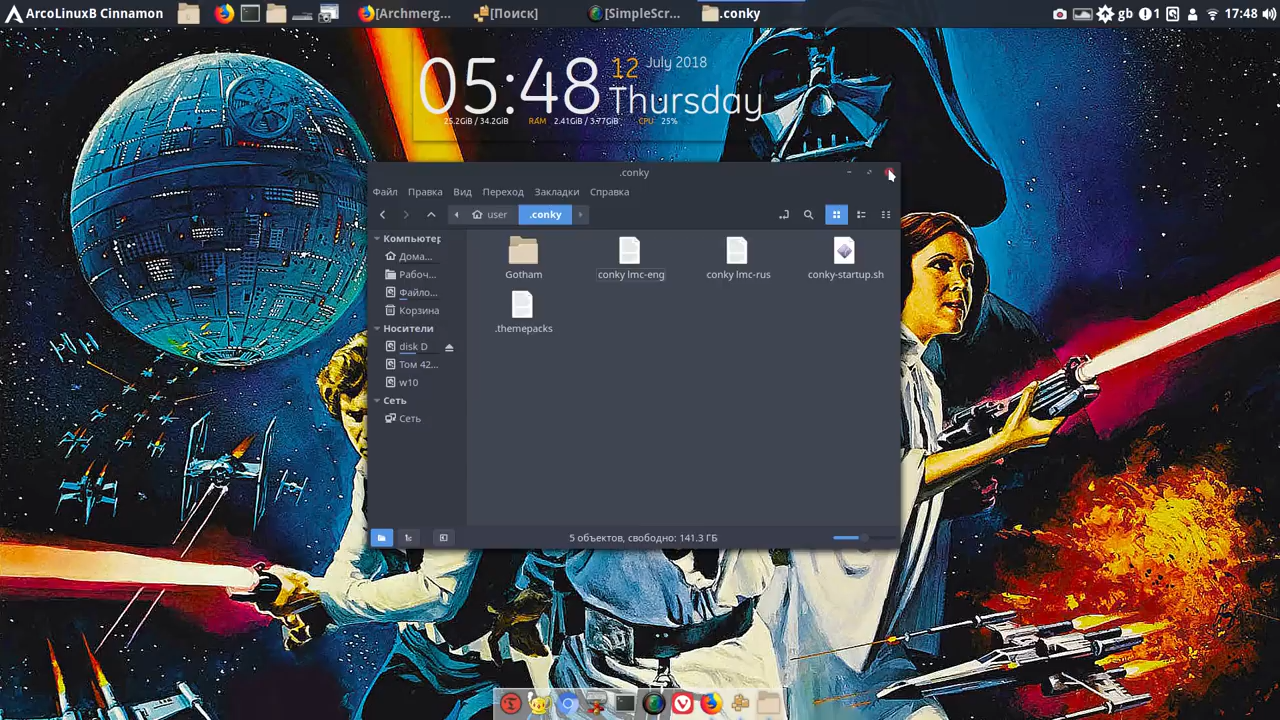 ArcoLinuxB Cinnamon
[Archmerg...
[Поиск]
[SimpleScr...
.conky
gb
1
17:48
05:48
12
July 2018
Thursday
25.2GiB / 34.2GiB RAM 2.41GiB / 3.77GiB CPU 25%
.conky
Файл Правка Вид Переход Закладки Справка
user
.conky
Компьютер
Дома...
Рабоч...
Файло...
Корзина
Носители
disk D
Том 42...
w10
Сеть
Сеть
Gotham
conky lmc-eng
conky lmc-rus
conky-startup.sh
.themepacks
5 объектов, свободно: 141.3 ГБ